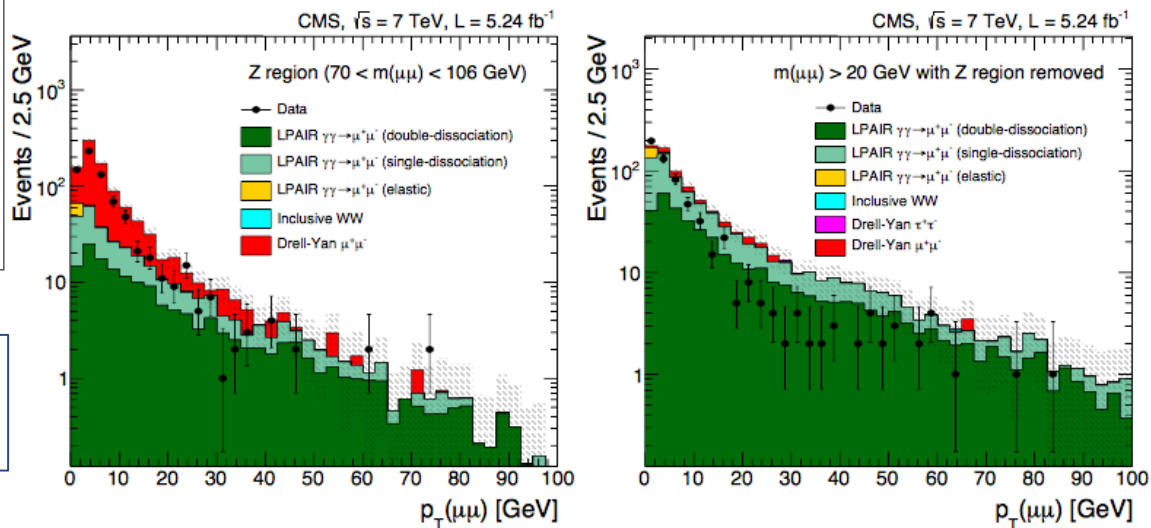 CMS, √s = 7 TeV, L = 5.24 fb⁻¹
Events / 2.5 GeV
Z region (70 < m(μμ) < 106 GeV)
Data
LPAIR γγ→μ⁺μ⁻ (double-dissociation)
LPAIR γγ→μ⁺μ⁻ (single-dissociation)
LPAIR γγ→μ⁺μ⁻ (elastic)
Inclusive WW
Drell-Yan μ⁺μ⁻
10³
10²
10
1
0 10 20 30 40 50 60 70 80 90 100
p_T(μμ) [GeV]
CMS, √s = 7 TeV, L = 5.24 fb⁻¹
Events / 2.5 GeV
m(μμ) > 20 GeV with Z region removed
Data
LPAIR γγ→μ⁺μ⁻ (double-dissociation)
LPAIR γγ→μ⁺μ⁻ (single-dissociation)
LPAIR γγ→μ⁺μ⁻ (elastic)
Inclusive WW
Drell-Yan τ⁺τ⁻
Drell-Yan μ⁺μ⁻
10³
10²
10
1
0 10 20 30 40 50 60 70 80 90 100
p_T(μμ) [GeV]